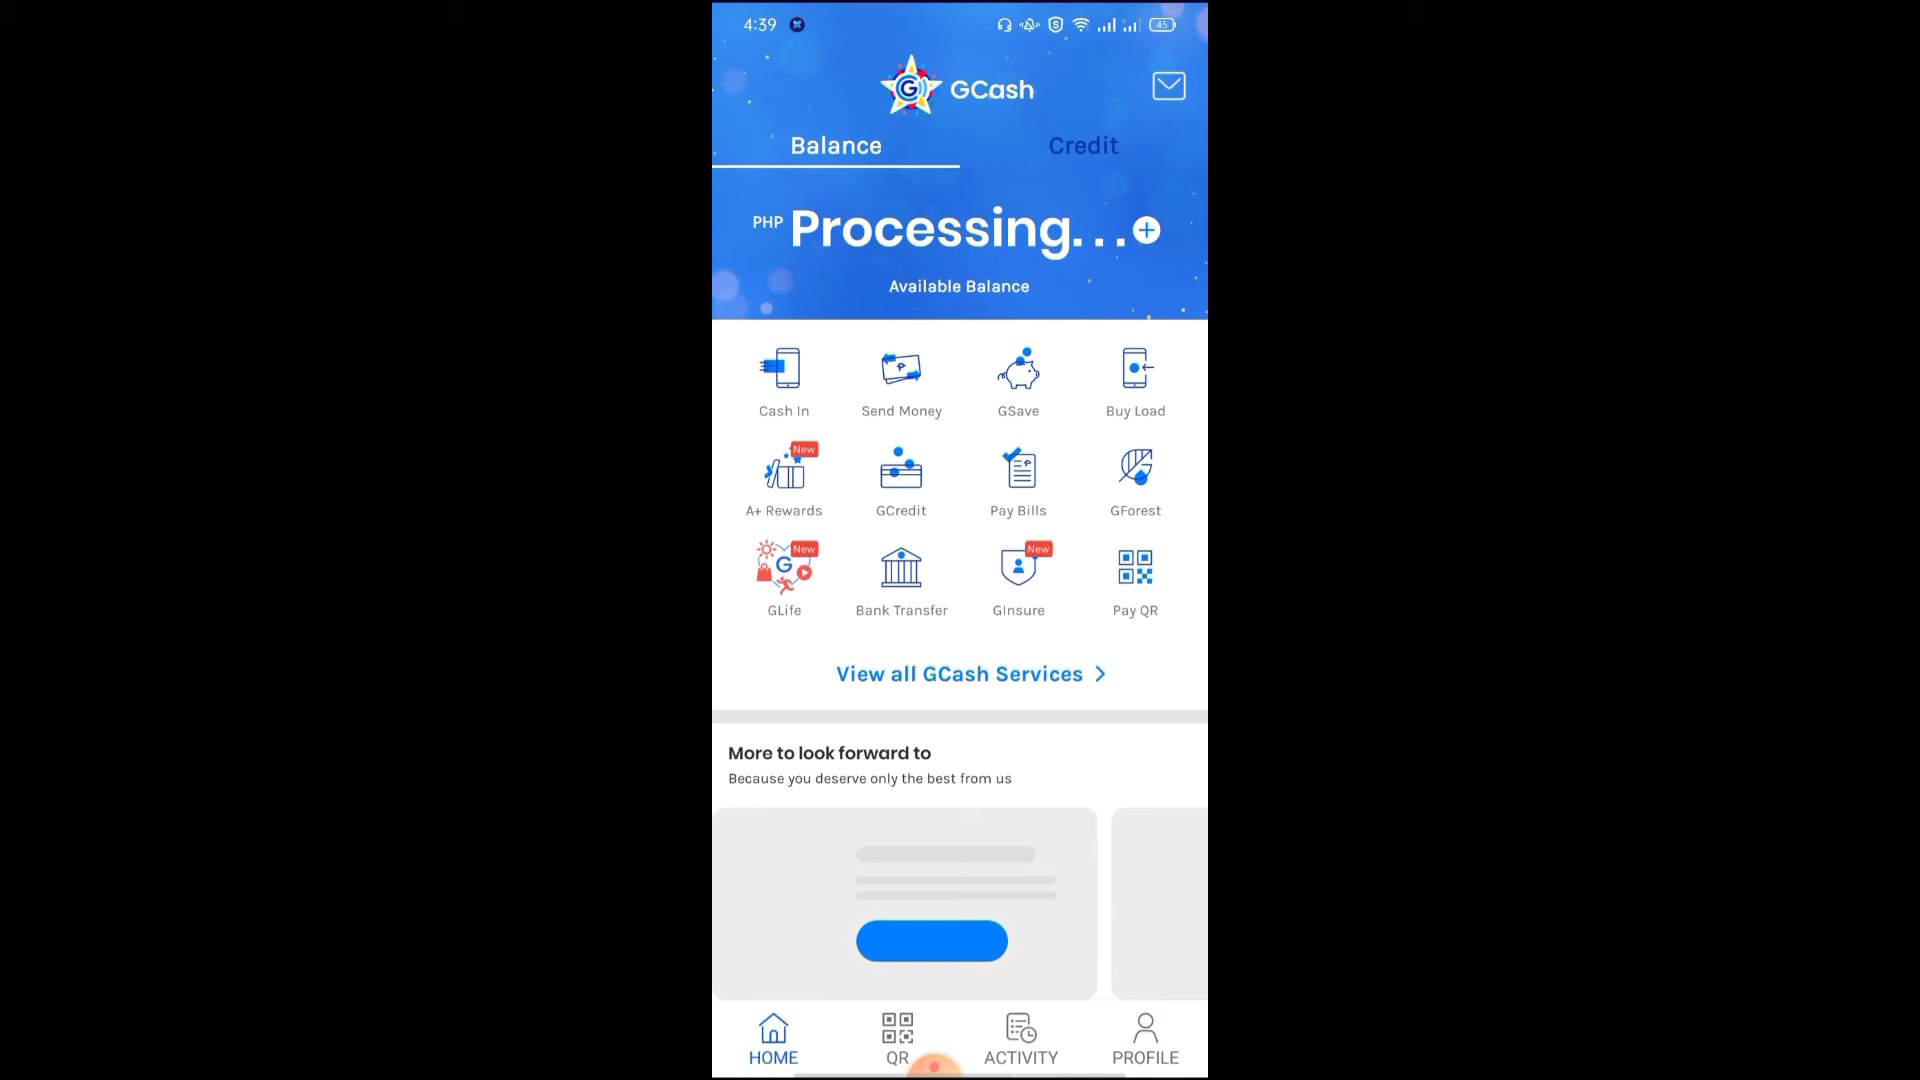 4:39
45
GCash
Balance
Credit
PHP Processing...
Available Balance
Cash In
Send Money
GSave
Buy Load
New
A+ Rewards
GCredit
Pay Bills
GForest
New
GLife
Bank Transfer
New
GInsure
Pay QR
View all GCash Services
More to look forward to
Because you deserve only the best from us
HOME
QR
ACTIVITY
PROFILE